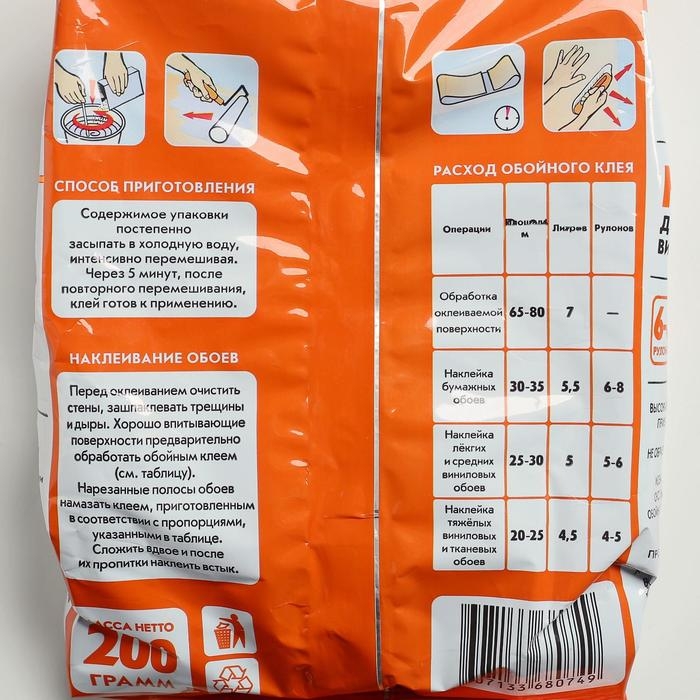 СПОСОБ ПРИГОТОВЛЕНИЯ
Содержимое упаковки
постепенно
засыпать в холодную воду,
интенсивно перемешивая.
Через 5 минут, после
повторного перемешивания,
клей готов к применению.
НАКЛЕИВАНИЕ ОБОЕВ
Перед оклеиванием очистить
стены, зашпаклевать трещины
и дыры. Хорошо впитывающие
поверхности предварительно
обработать обойным клеем
(см. таблицу).
Нарезанные полосы обоев
намазать клеем, приготовленным
в соответствии с пропорциями,
указанными в таблице.
Сложить вдвое и после
их пропитки наклеить встык.
МАССА НЕТТО
200
ГРАММ
РАСХОД ОБОЙНОГО КЛЕЯ
Операции м Литров Рулонов
Обработка
оклеиваемой 65-80 7 —
поверхности
Наклейка
бумажных 30-35 5,5 6-8
обоев
Наклейка
лёгких
и средних 25-30 5 5-6
виниловых
обоев
Наклейка
тяжёлых
виниловых 20-25 4,5 4-5
и тканевых
обоев
07133 680749